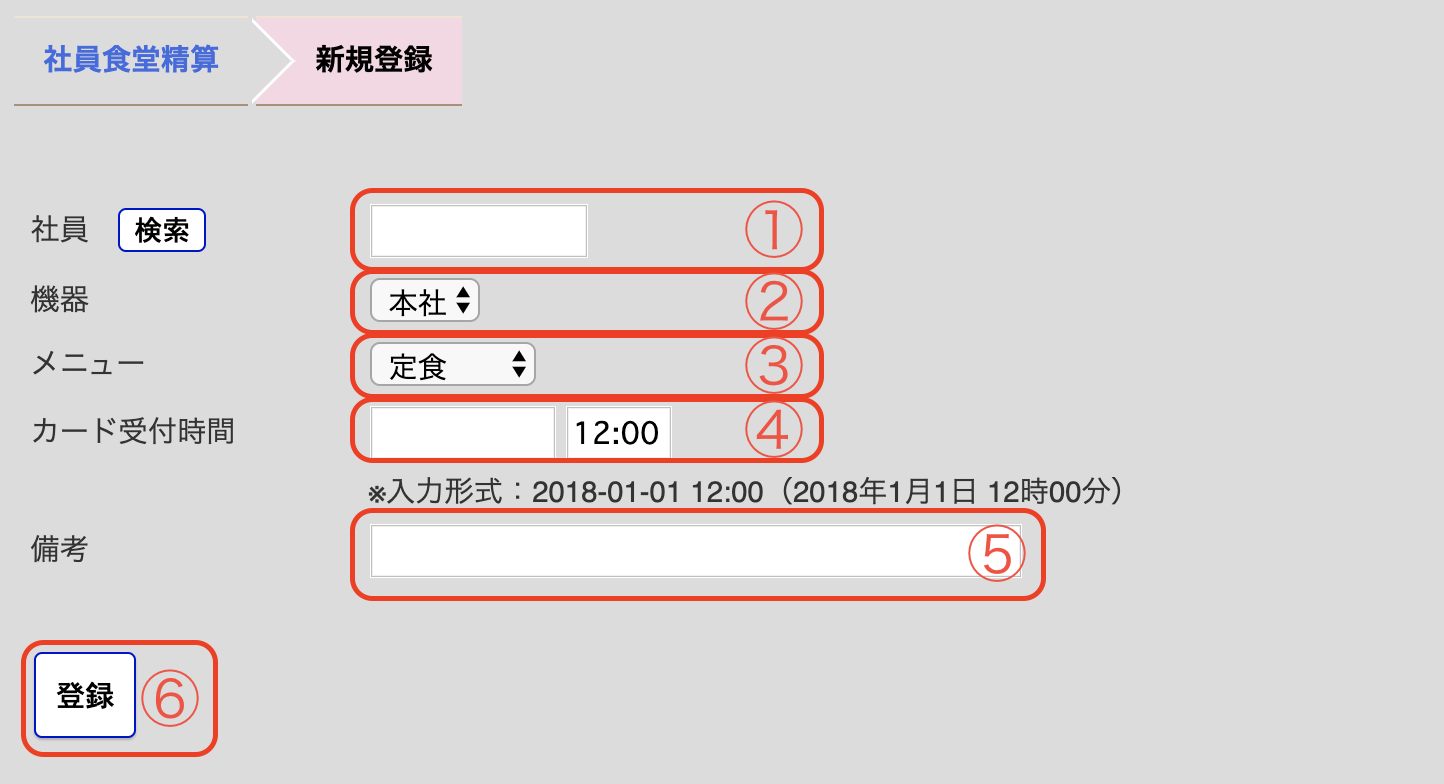 社員食堂精算 新規登録
社員 検索 ①
機器 本社 ②
メニュー 定食 ③
カード受付時間 12:00 ④
※入力形式：2018-01-01 12:00（2018年1月1日 12時00分）
備考 ⑤
登録 ⑥